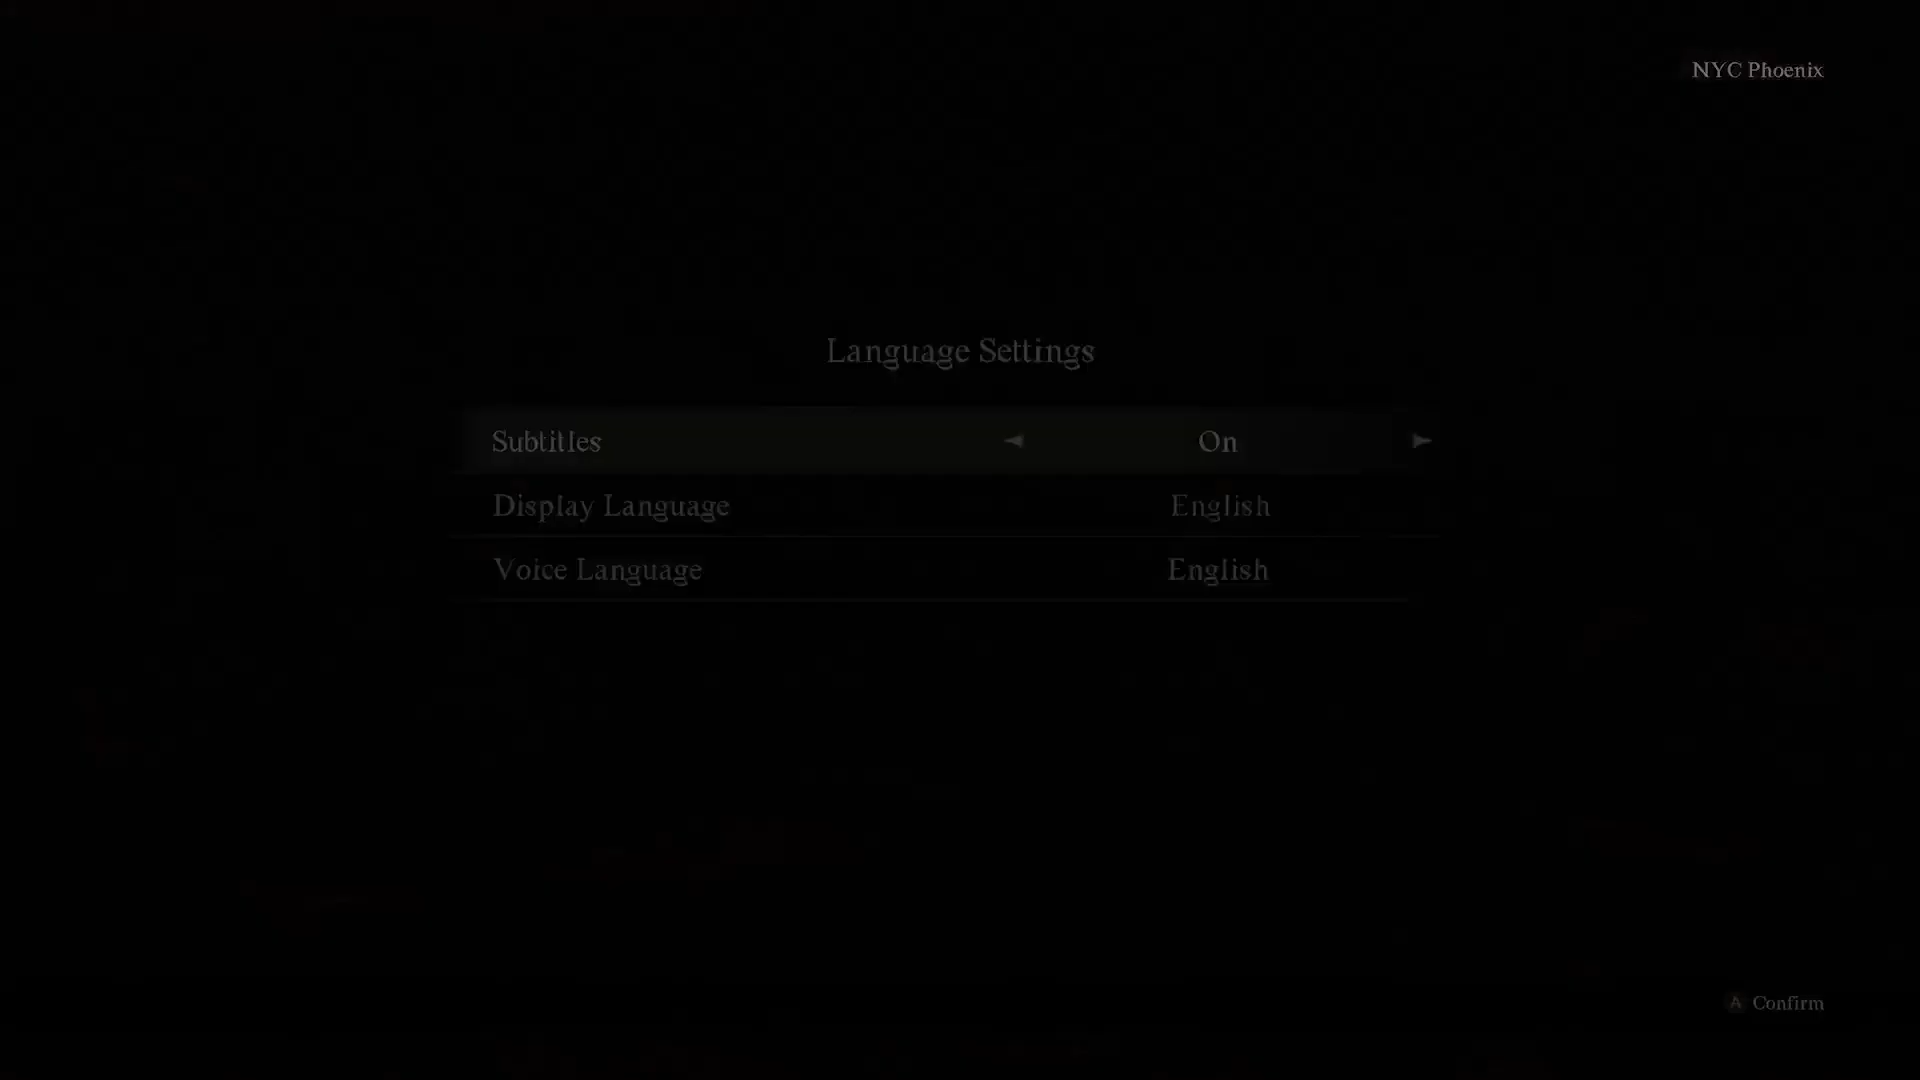 NYC Phoenix
Language Settings
Subtitles On
Display Language English
Voice Language English
A Confirm